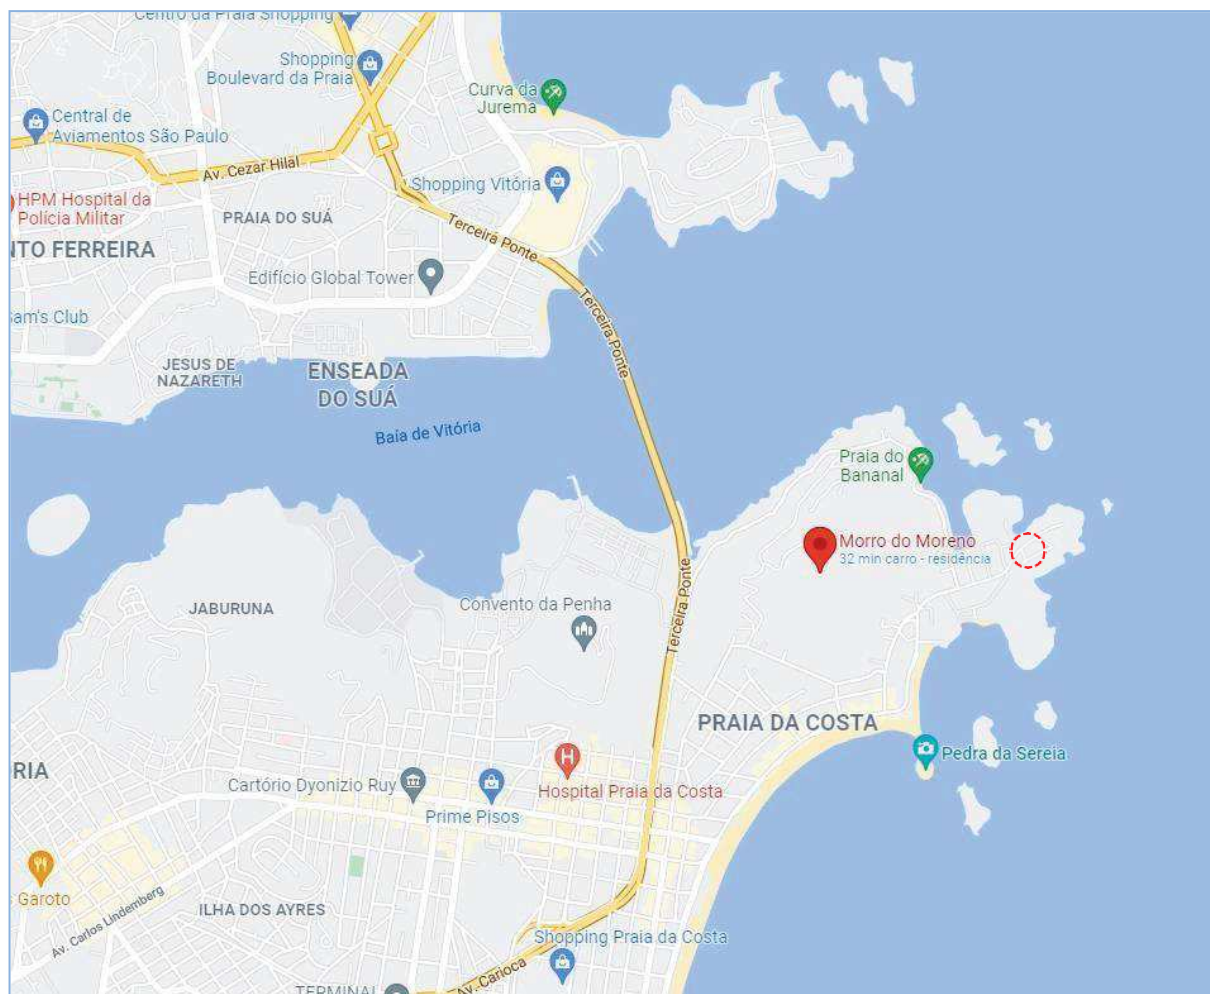 Centro da Praia Shopping
Shopping
Boulevard da Praia
Curva da
Jurema
Central de
Aviamentos São Paulo
Av. Cezar Hilal
Shopping Vitória
HPM Hospital da
Polícia Militar
PRAIA DO SUÁ
Terceira Ponte
NTO FERREIRA
Edifício Global Tower
Terceira Ponte
Sam's Club
JESUS DE
NAZARETH
ENSEADA
DO SUÁ
Baía de Vitória
Praia do
Bananal
Morro do Moreno
32 min carro - residência
Convento da Penha
JABURUNA
Terceira Ponte
PRAIA DA COSTA
Pedra da Sereia
RIA
Cartório Dyonizio Ruy
Hospital Praia da Costa
Prime Pisos
Garoto
Av. Carlos Lindemberg
ILHA DOS AYRES
Shopping Praia da Costa
Av. Carioca
TERMINAL